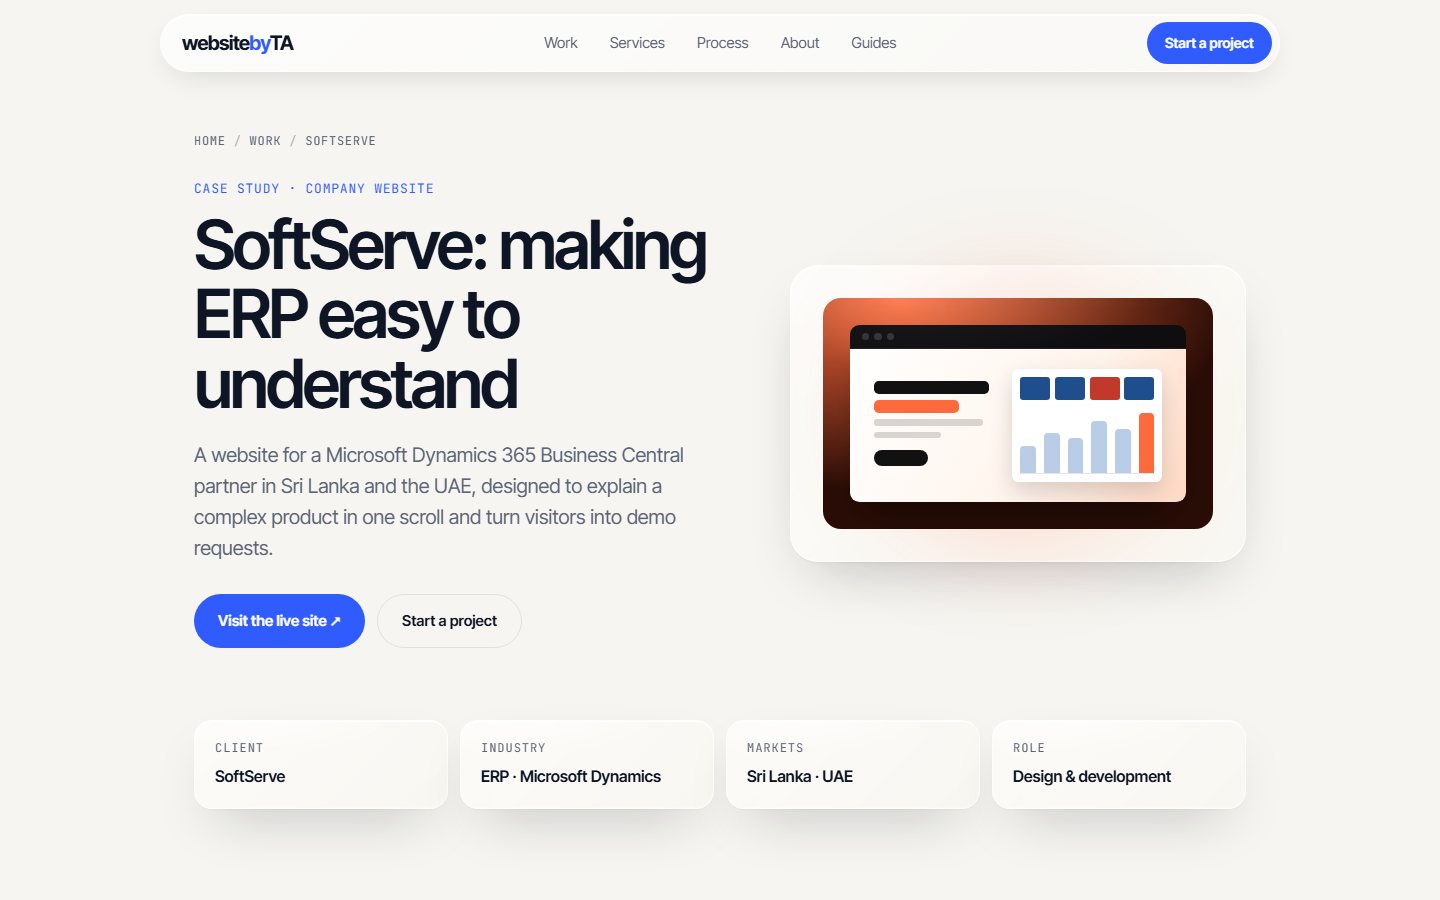 websitebyTA
Work
Services
Process
About
Guides
Start a project
HOME / WORK / SOFTSERVE
CASE STUDY · COMPANY WEBSITE
SoftServe: making
ERP easy to
understand
A website for a Microsoft Dynamics 365 Business Central
partner in Sri Lanka and the UAE, designed to explain a
complex product in one scroll and turn visitors into demo
requests.
Visit the live site ↗
Start a project
CLIENT
SoftServe
INDUSTRY
ERP · Microsoft Dynamics
MARKETS
Sri Lanka · UAE
ROLE
Design & development